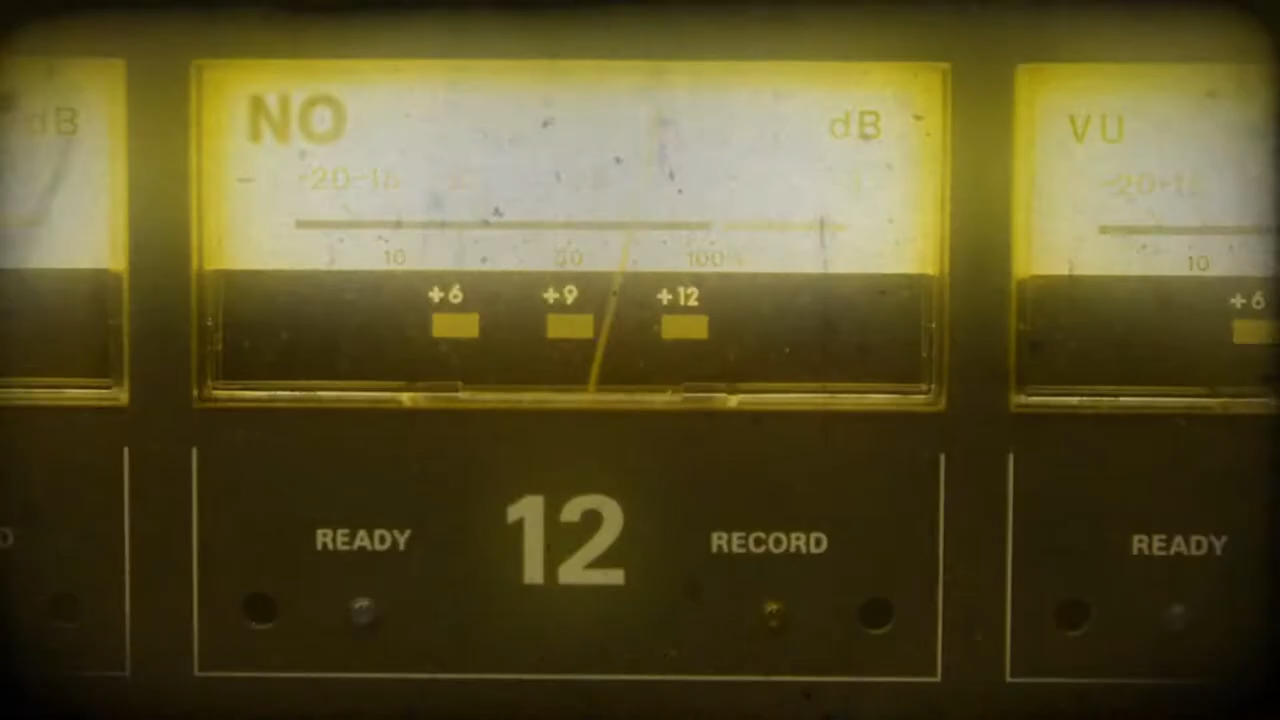 dB
NO dB
VU
-20-
-20-
10
100
10
+6 +9 +12
+6
READY 12 RECORD
READY